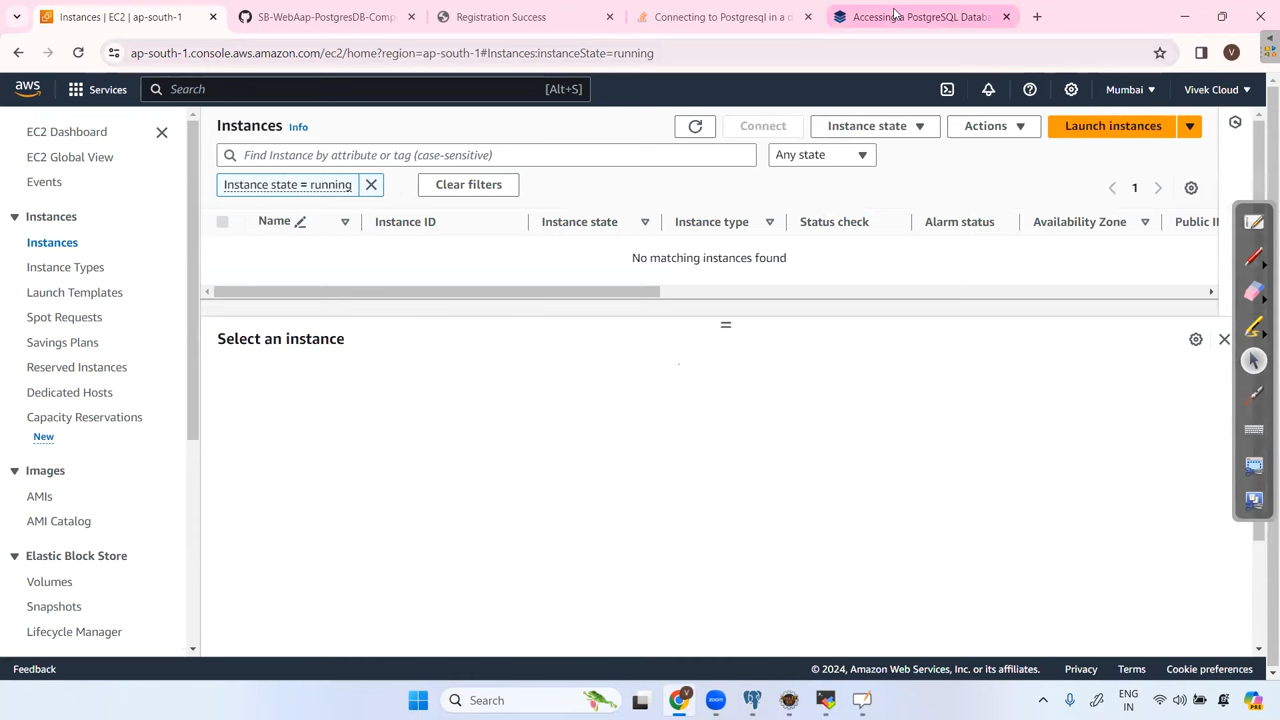 Instances | EC2 | ap-south-1
SB-WebAap-PostgresDB-Comp
Registration Success
Connecting to Postgresql in a d
Accessing a PostgreSQL Databa
ap-south-1.console.aws.amazon.com/ec2/home?region=ap-south-1#Instances:instanceState=running
V
aws
Services
Search
[Alt+S]
Mumbai
Vivek Cloud
EC2 Dashboard
EC2 Global View
Events
Instances
Instances
Instance Types
Launch Templates
Spot Requests
Savings Plans
Reserved Instances
Dedicated Hosts
Capacity Reservations
New
Images
AMIs
AMI Catalog
Elastic Block Store
Volumes
Snapshots
Lifecycle Manager
Instances Info
Connect
Instance state
Actions
Launch instances
Find Instance by attribute or tag (case-sensitive)
Any state
Instance state = running
Clear filters
1
Name
Instance ID
Instance state
Instance type
Status check
Alarm status
Availability Zone
Public I
No matching instances found
Select an instance
Feedback
© 2024, Amazon Web Services, Inc. or its affiliates.
Privacy
Terms
Cookie preferences
Search
zoom
ENG
IN
PRE